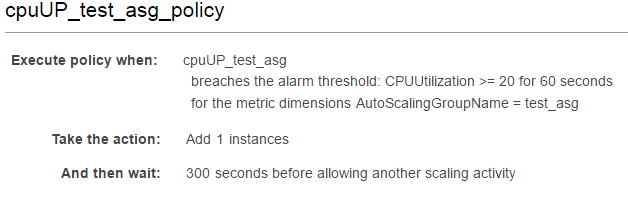 cpuUP_test_asg_policy
Execute policy when: cpuUP_test_asg
breaches the alarm threshold: CPUUtilization >= 20 for 60 seconds
for the metric dimensions AutoScalingGroupName = test_asg
Take the action: Add 1 instances
And then wait: 300 seconds before allowing another scaling activity